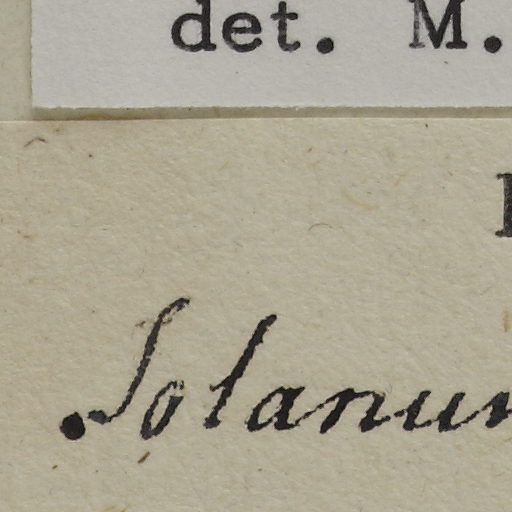 det. M.
Solanum